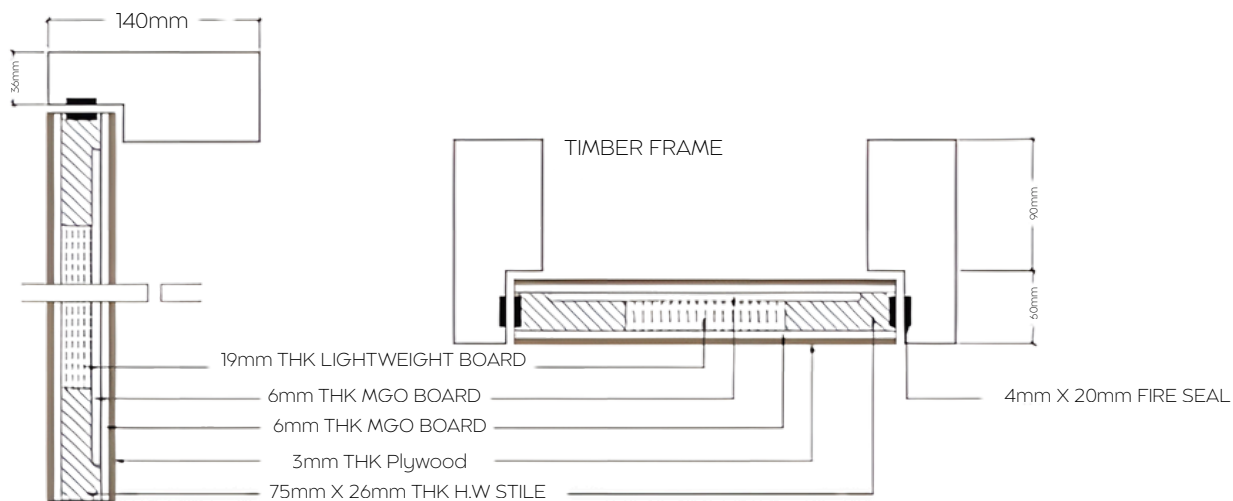 140mm
36mm
TIMBER FRAME
90mm
60mm
19mm THK LIGHTWEIGHT BOARD
6mm THK MGO BOARD
6mm THK MGO BOARD
3mm THK Plywood
75mm X 26mm THK H.W STILE
4mm X 20mm FIRE SEAL